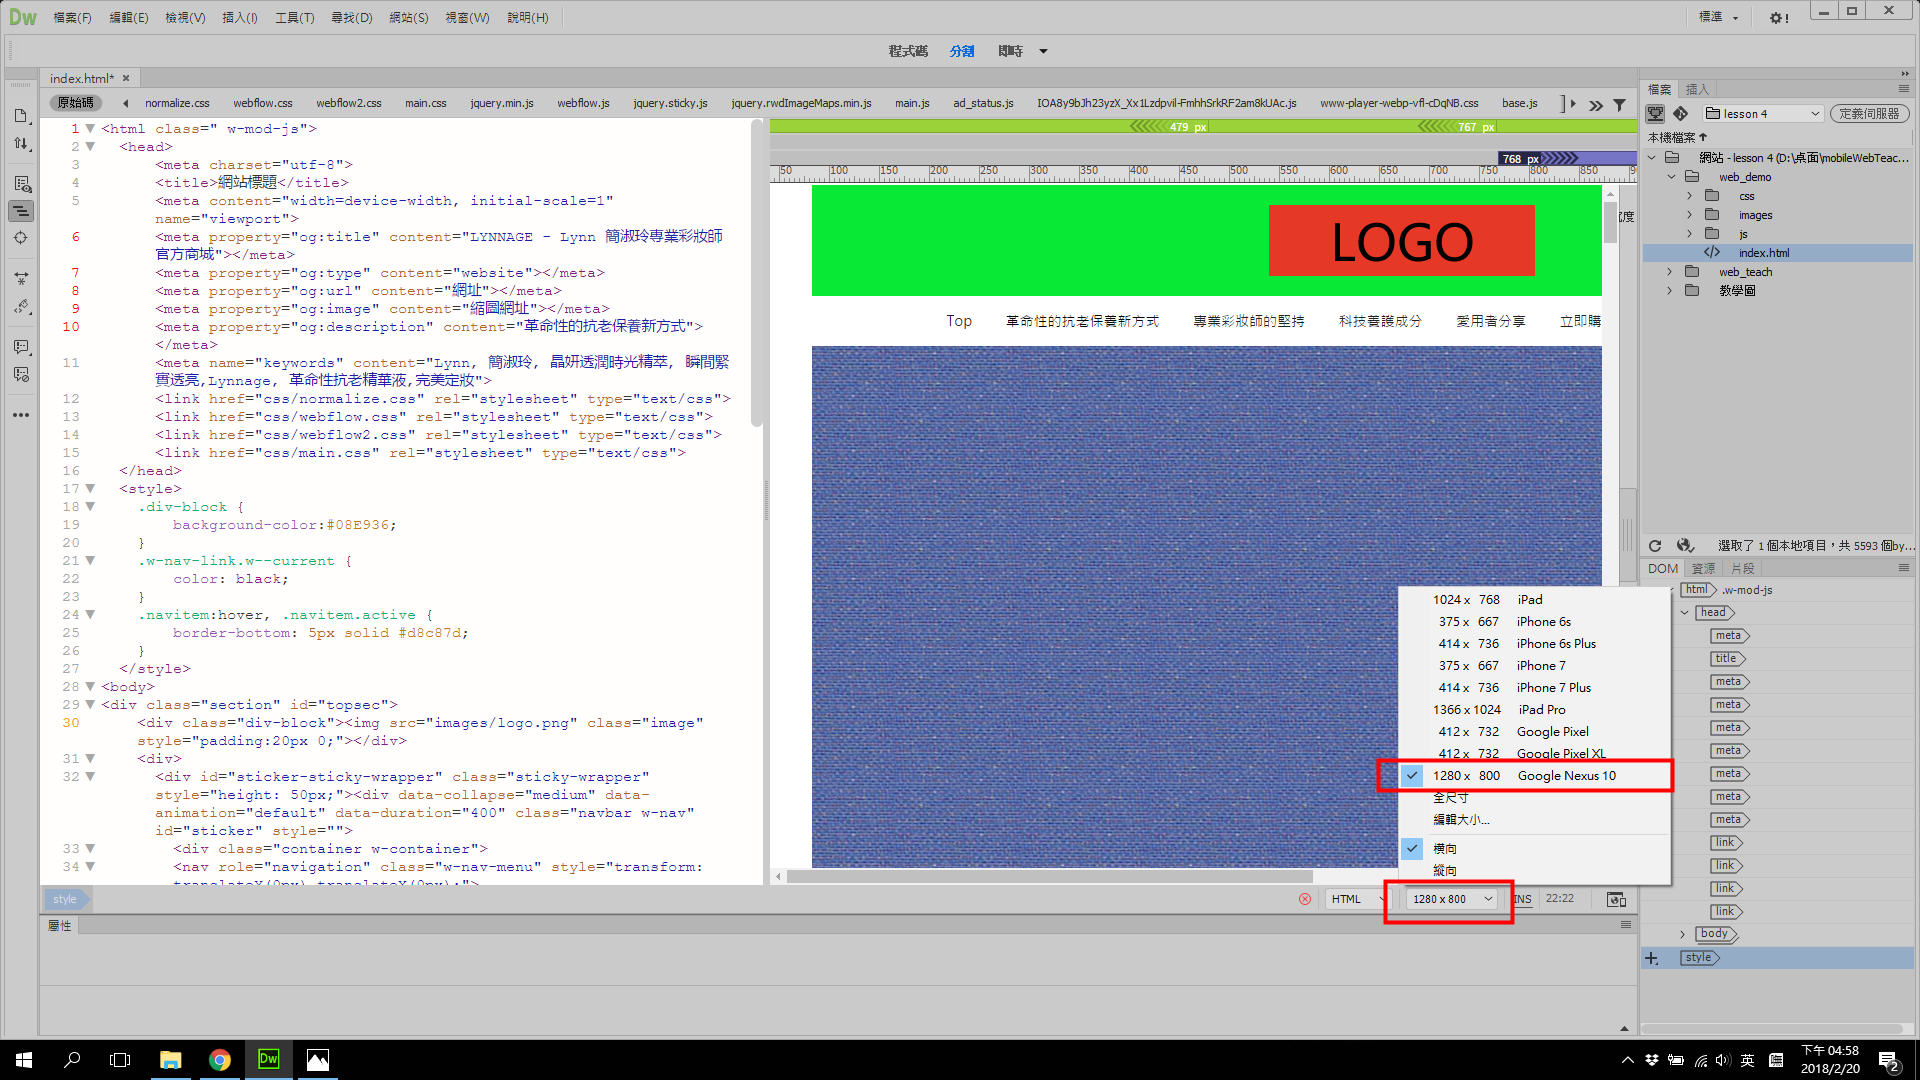 Dw 檔案(F) 編輯(E) 檢視(V) 插入(I) 工具(T) 尋找(D) 網站(S) 視窗(W) 說明(H) 標準
程式碼 分割 即時
index.html* ×
原始碼 normalize.css webflow.css webflow2.css main.css jquery.min.js webflow.js jquery.sticky.js jquery.rwdImageMaps.min.js main.js ad_status.js IOA8y9bJh23yzX_Xx1Lzdpvil-FmhhSrkRF2am8kUAc.js www-player-webp-vfl-cDqNB.css base.js
1 <html class=" w-mod-js">
2 <head>
3 <meta charset="utf-8">
4 <title>網站標題</title>
5 <meta content="width=device-width, initial-scale=1"
name="viewport">
6 <meta property="og:title" content="LYNNAGE - Lynn 簡淑玲專業彩妝師
官方商城"></meta>
7 <meta property="og:type" content="website"></meta>
8 <meta property="og:url" content="網址"></meta>
9 <meta property="og:image" content="縮圖網址"></meta>
10 <meta property="og:description" content="革命性的抗老保養新方式">
</meta>
11 <meta name="keywords" content="Lynn, 簡淑玲, 晶妍透潤時光精萃, 瞬間緊
實透亮,Lynnage, 革命性抗老精華液,完美定妝">
12 <link href="css/normalize.css" rel="stylesheet" type="text/css">
13 <link href="css/webflow.css" rel="stylesheet" type="text/css">
14 <link href="css/webflow2.css" rel="stylesheet" type="text/css">
15 <link href="css/main.css" rel="stylesheet" type="text/css">
16 </head>
17 <style>
18 .div-block {
19 background-color:#08E936;
20 }
21 .w-nav-link.w--current {
22 color: black;
23 }
24 .navitem:hover, .navitem.active {
25 border-bottom: 5px solid #d8c87d;
26 }
27 </style>
28 <body>
29 <div class="section" id="topsec">
30 <div class="div-block"><img src="images/logo.png" class="image"
style="padding:20px 0;"></div>
31 <div>
32 <div id="sticker-sticky-wrapper" class="sticky-wrapper"
style="height: 50px;"><div data-collapse="medium" data-
animation="default" data-duration="400" class="navbar w-nav"
id="sticker" style="">
33 <div class="container w-container">
34 <nav role="navigation" class="w-nav-menu" style="transform:
translateX(0px) translateX(0px);">
479 px 767 px
768 px
50 100 150 200 250 300 350 400 450 500 550 600 650 700 750 800 850
LOGO
Top 革命性的抗老保養新方式 專業彩妝師的堅持 科技養護成分 愛用者分享 立即購
1024 x 768 iPad
375 x 667 iPhone 6s
414 x 736 iPhone 6s Plus
375 x 667 iPhone 7
414 x 736 iPhone 7 Plus
1366 x 1024 iPad Pro
412 x 732 Google Pixel
412 x 732 Google Pixel XL
1280 x 800 Google Nexus 10
全尺寸
編輯大小...
橫向
縱向
style HTML 1280 x 800 INS 22:22
屬性
檔案 插入
lesson 4 定義伺服器
本機檔案
網站 - lesson 4 (D:\桌面\mobileWebTeac...
web_demo
css
images
js
index.html
web_teach
教學圖
選取了 1 個本地項目，共 5593 個by...
DOM 資源 片段
html .w-mod-js
head
meta
title
meta
meta
meta
meta
meta
meta
meta
link
link
link
link
body
style
Dw 英 下午 04:58
2018/2/20 2